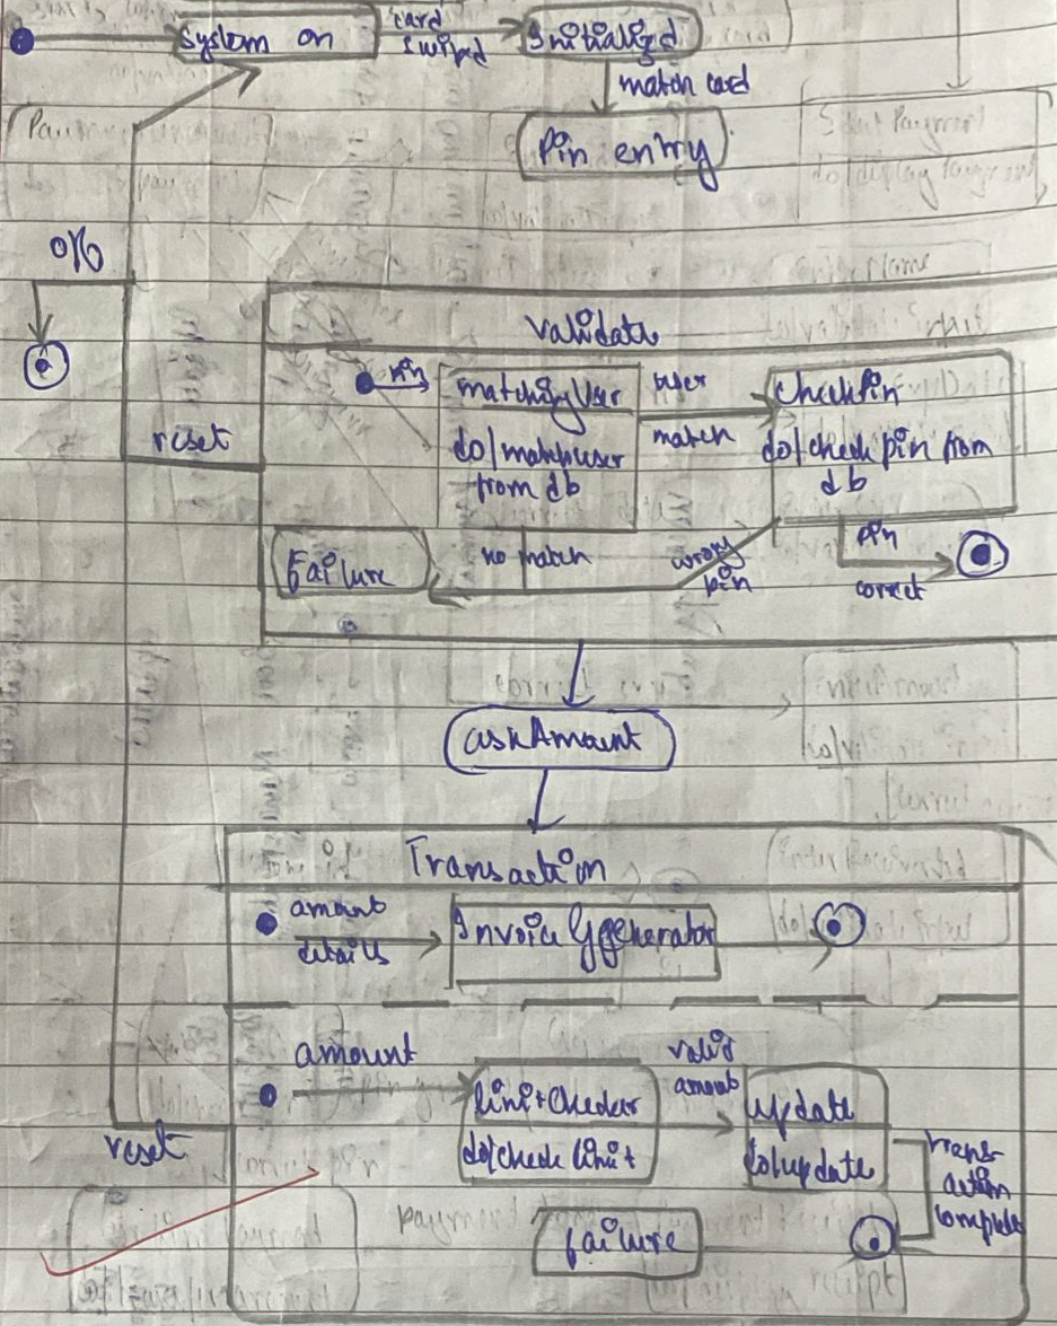 System on
card
swiped
Initialized
match card
Pin entry
off
Validate
pin
matchingUser
do/matchuser
from db
user
match
CheckPin
do/check pin from
db
reset
Failure
no match
wrong
pin
pin
correct
askAmount
Transaction
amount
details
Invoice Ggenerator
amount
limitChecker
do/check limit
valid
amount
update
do/update
trans-
action
complete
reset
failure